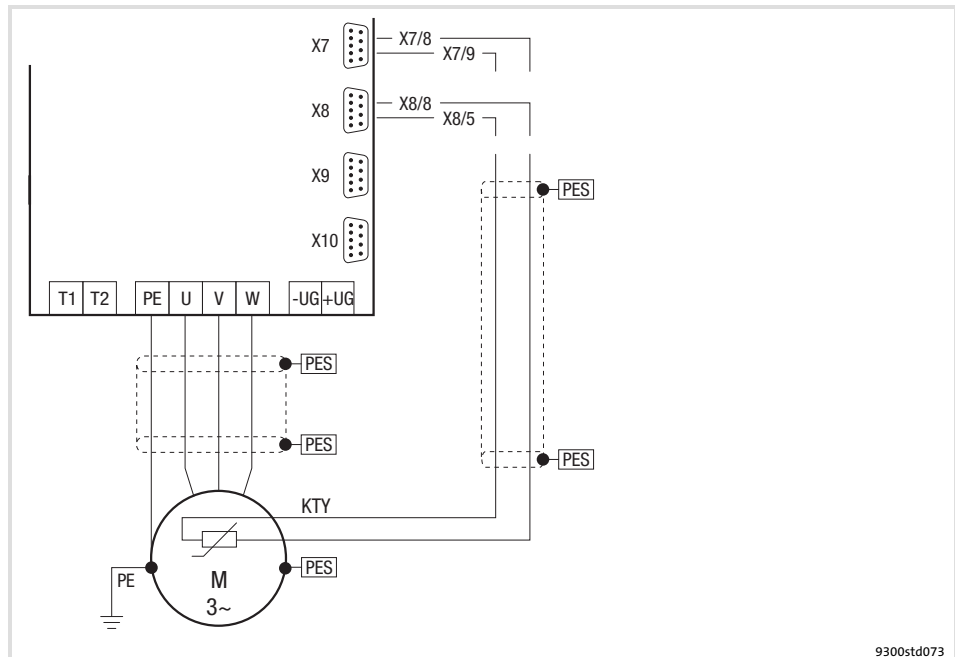 X7
X7/8
X7/9
X8
X8/8
X8/5
X9
X10
T1 T2 PE U V W -UG +UG
PES
PES
PES
PES
KTY
PES
PE
M
3~
9300std073